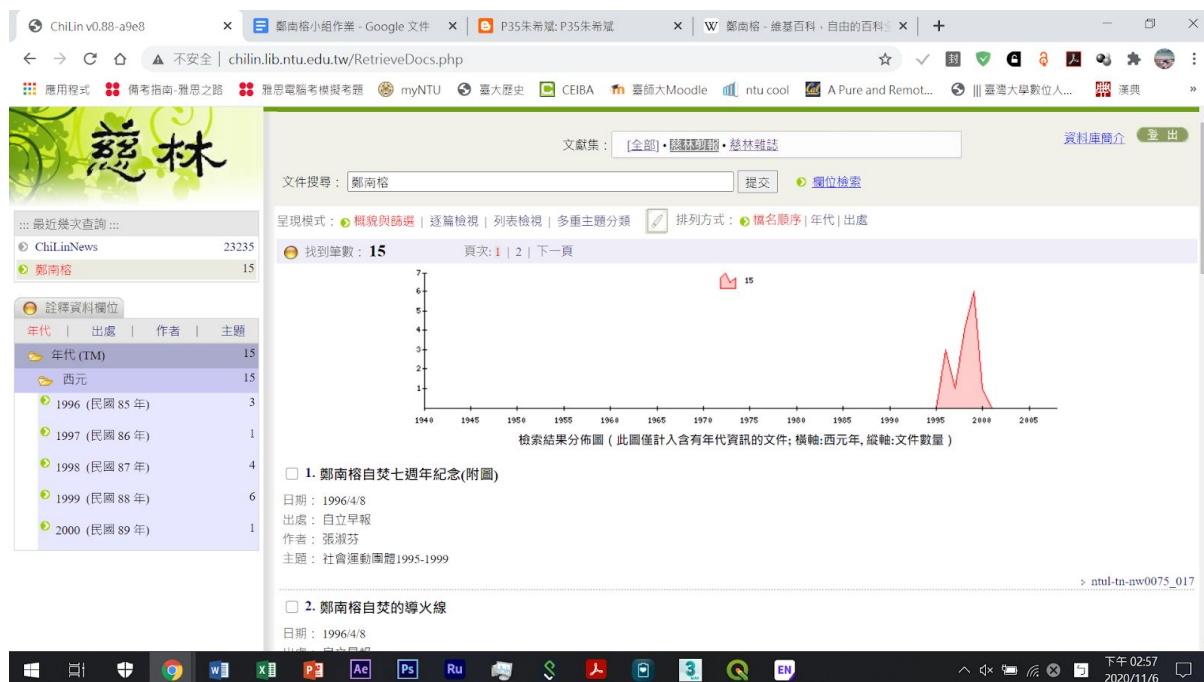 ChiLin v0.88-a9e8
鄭南榕小組作業 - Google 文件
P35朱希斌: P35朱希斌
鄭南榕 - 維基百科，自由的百科
不安全 | chilin.lib.ntu.edu.tw/RetrieveDocs.php
應用程式 備考指南-雅思之路 雅思電腦考模擬考題 myNTU 臺大歷史 CEIBA 臺師大Moodle ntu cool A Pure and Remot... ||| 臺灣大學數位人... 漢典 »
慈林
文獻集： [全部]•慈林剪報•慈林雜誌
資料庫簡介 登 出
文件搜尋： 鄭南榕 提交 欄位檢索
::: 最近幾次查詢 :::
ChiLinNews 23235
鄭南榕 15
呈現模式： 概貌與篩選 | 逐篇檢視 | 列表檢視 | 多重主題分類 排列方式： 檔名順序 | 年代 | 出處
找到筆數： 15 頁次: 1 | 2 | 下一頁
詮釋資料欄位
年代 | 出處 | 作者 | 主題
年代 (TM) 15
西元 15
1996 (民國 85 年) 3
1997 (民國 86 年) 1
1998 (民國 87 年) 4
1999 (民國 88 年) 6
2000 (民國 89 年) 1
15
7
6
5
4
3
2
1
1940 1945 1950 1955 1960 1965 1970 1975 1980 1985 1990 1995 2000 2005
檢索結果分佈圖 ( 此圖僅計入含有年代資訊的文件; 橫軸:西元年, 縱軸:文件數量 )
1. 鄭南榕自焚七週年紀念(附圖)
日期： 1996/4/8
出處： 自立早報
作者： 張淑芬
主題： 社會運動團體1995-1999
> ntul-tn-nw0075_017
2. 鄭南榕自焚的導火線
日期： 1996/4/8
出處： 自立早報
Ae Ps Ru EN
下午 02:57
2020/11/6